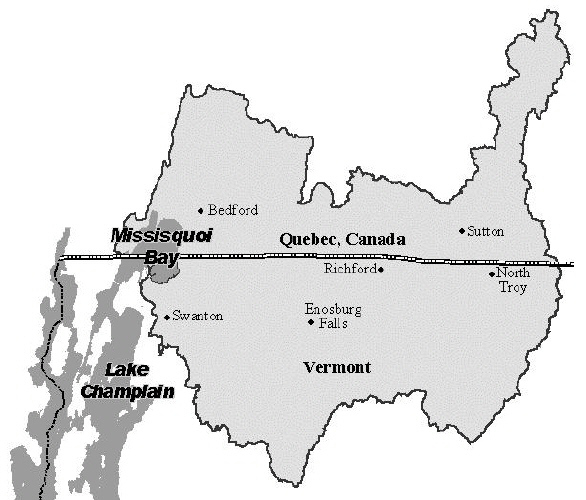 Bedford
Missisquoi
Bay
Quebec, Canada
Sutton
Richford
North
Troy
Swanton
Enosburg
Falls
Lake
Champlain
Vermont